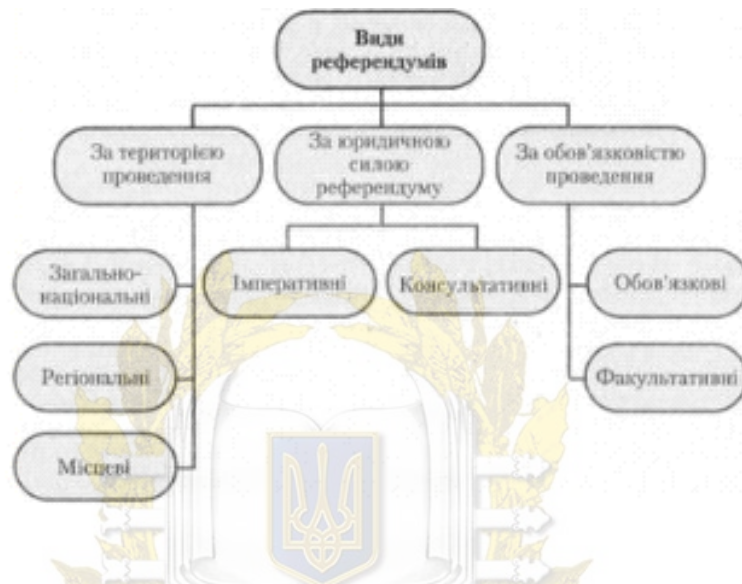 Види
референдумів
За територією
проведення
За юридичною
силою
референдуму
За обов'язковістю
проведення
Загально-
національні
Імперативні
Консультативні
Обов'язкові
Регіональні
Факультативні
Місцеві